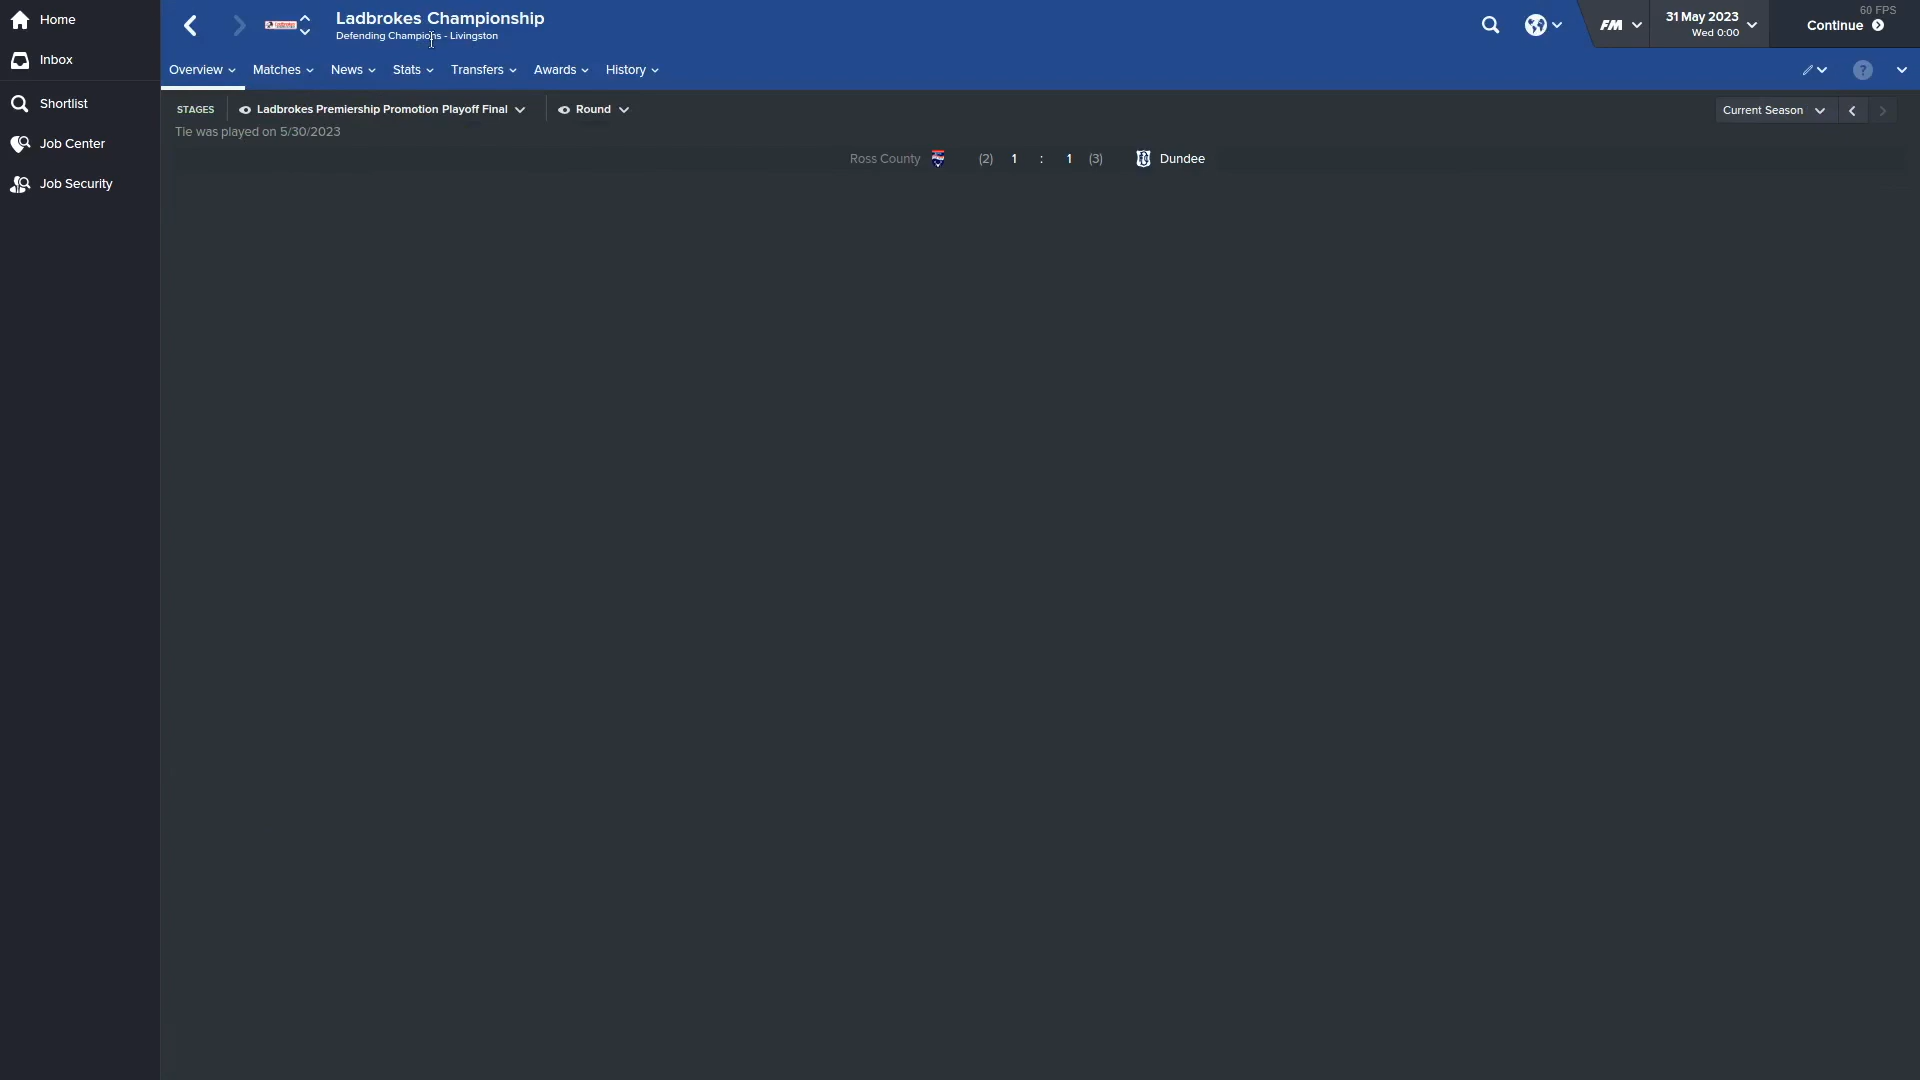 Home
Inbox
Shortlist
Job Center
Job Security
Ladbrokes Championship
Defending Champions - Livingston
FM
31 May 2023
Wed 0:00
60 FPS
Continue
Overview
Matches
News
Stats
Transfers
Awards
History
?
STAGES
Ladbrokes Premiership Promotion Playoff Final
Round
Current Season
Tie was played on 5/30/2023
Ross County (2) 1 : 1 (3) Dundee